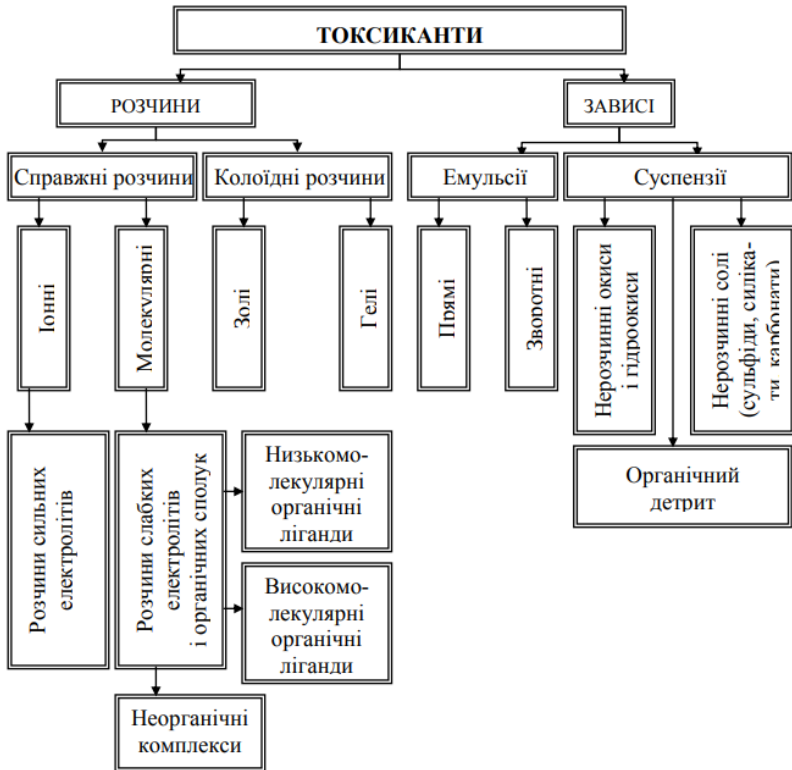 ТОКСИКАНТИ
РОЗЧИНИ
ЗАВИСІ
Справжні розчини
Колоїдні розчини
Емульсії
Суспензії
Іонні
Молекулярні
Золі
Гелі
Прямі
Зворотні
Нерозчинні окиси
і гідроокиси
Нерозчинні солі
(сульфіди, силіка-
ти, карбонати)
Розчини сильних
електролітів
Розчини слабких
електролітів
і органічних сполук
Низькомо-
лекулярні
органічні
ліганди
Органічний
детрит
Високомо-
лекулярні
органічні
ліганди
Неорганічні
комплекси